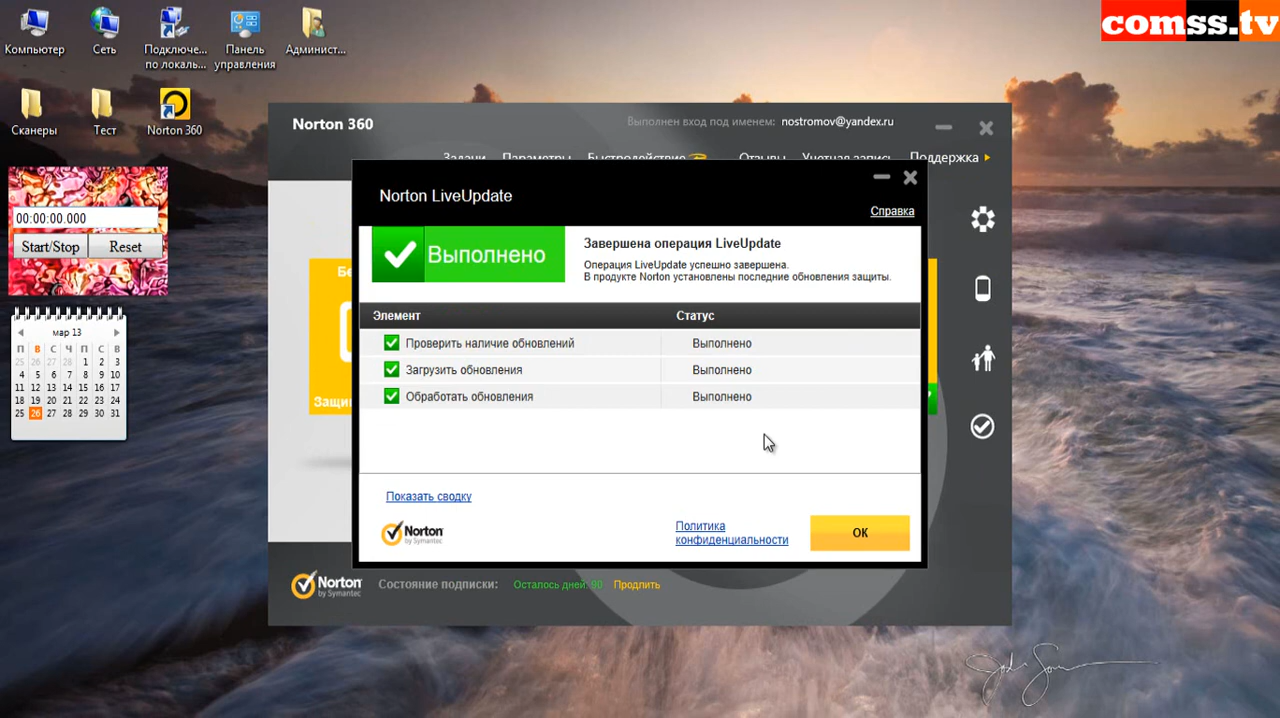 comss.tv
Компьютер
Сеть
Подключе...
по локаль...
Панель
управления
Админист...
Сканеры
Тест
Norton 360
Norton 360
Выполнен вход под именем: nostromov@yandex.ru
Задачи Параметры Быстродействие Отзывы Учетная запись Поддержка
Norton LiveUpdate
Справка
00:00:00.000
Start/Stop Reset
Выполнено
Завершена операция LiveUpdate
Операция LiveUpdate успешно завершена.
В продукте Norton установлены последние обновления защиты.
Элемент Статус
Проверить наличие обновлений Выполнено
Загрузить обновления Выполнено
Обработать обновления Выполнено
мар 13
П В С Ч П С В
25 26 27 28 1 2 3
4 5 6 7 8 9 10
11 12 13 14 15 16 17
18 19 20 21 22 23 24
25 26 27 28 29 30 31
Показать сводку
Norton
by Symantec
Политика
конфиденциальности
ОК
Norton
by Symantec
Состояние подписки: Осталось дней: 90 Продлить